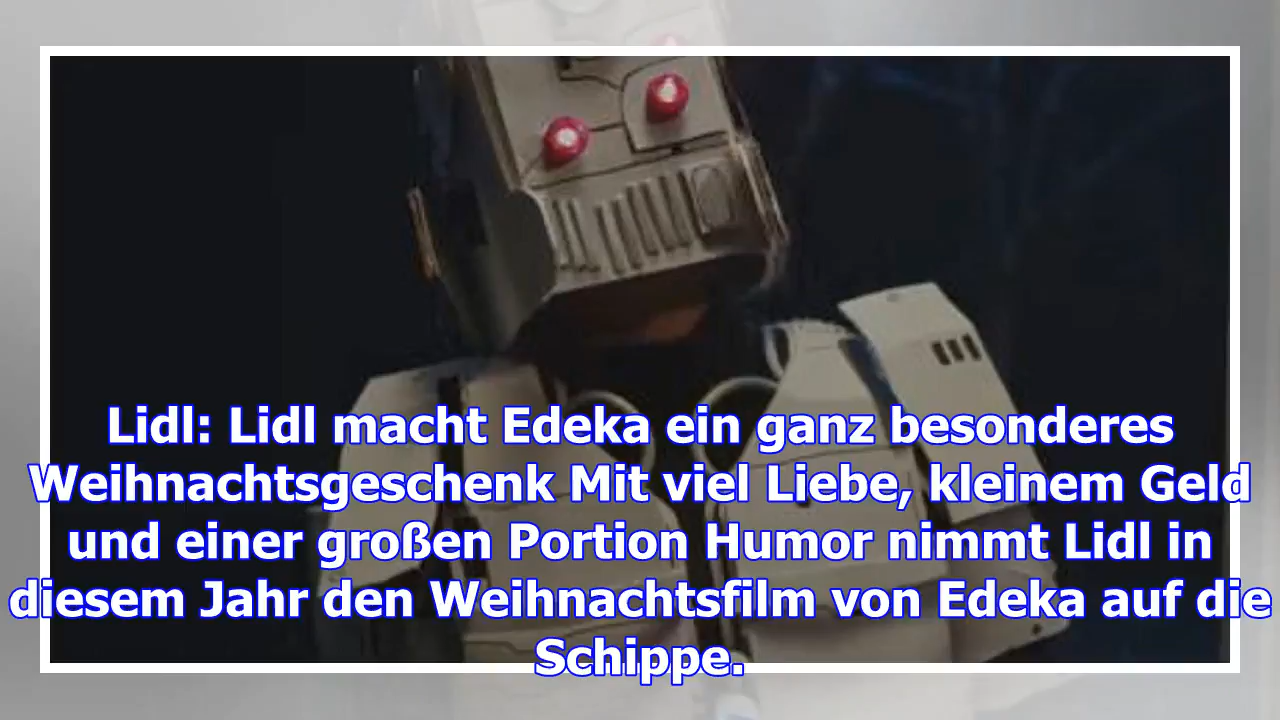 Lidl: Lidl macht Edeka ein ganz besonderes
Weihnachtsgeschenk Mit viel Liebe, kleinem Geld
und einer großen Portion Humor nimmt Lidl in
diesem Jahr den Weihnachtsfilm von Edeka auf die
Schippe.